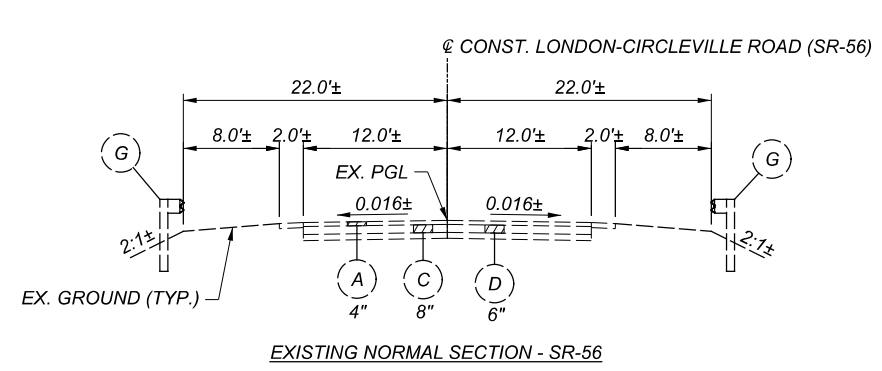 ℄ CONST. LONDON-CIRCLEVILLE ROAD (SR-56)
22.0'± 22.0'±
8.0'± 2.0'± 12.0'± 12.0'± 2.0'± 8.0'±
G G
EX. PGL
0.016± 0.016±
2:1± 2:1±
A C D
EX. GROUND (TYP.)
4" 8" 6"
EXISTING NORMAL SECTION - SR-56